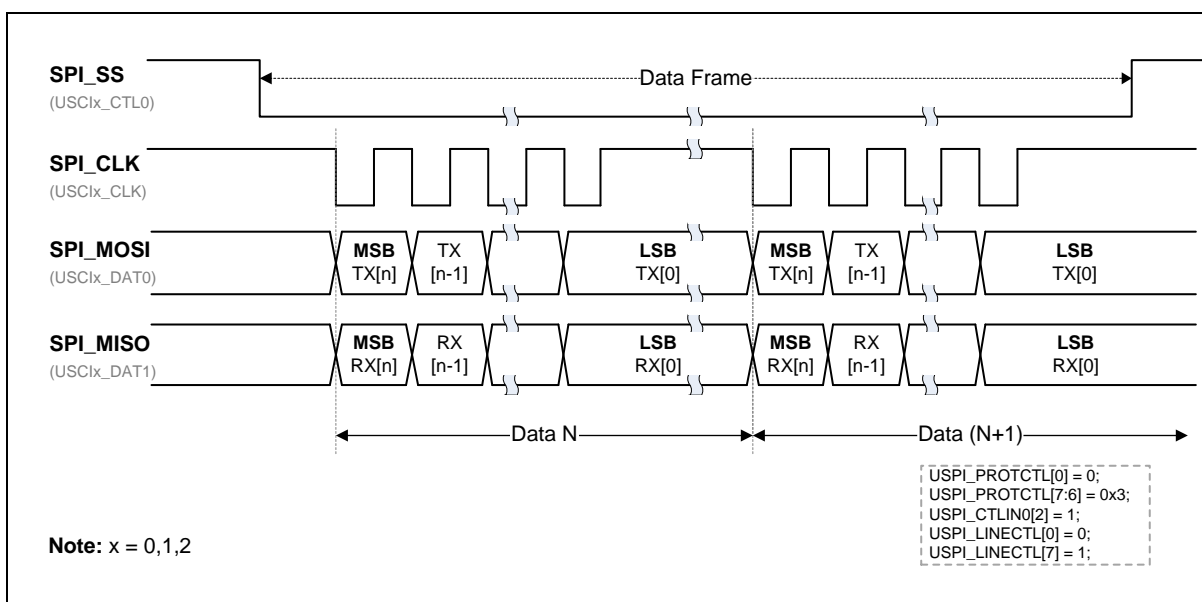 SPI_SS
(USCIx_CTL0)
Data Frame
SPI_CLK
(USCIx_CLK)
SPI_MOSI
(USCIx_DAT0)
MSB TX LSB MSB TX LSB
TX[n] [n-1] TX[0] TX[n] [n-1] TX[0]
SPI_MISO
(USCIx_DAT1)
MSB RX LSB MSB RX LSB
RX[n] [n-1] RX[0] RX[n] [n-1] RX[0]
Data N Data (N+1)
USPI_PROTCTL[0] = 0;
USPI_PROTCTL[7:6] = 0x3;
USPI_CTLIN0[2] = 1;
USPI_LINECTL[0] = 0;
USPI_LINECTL[7] = 1;
Note: x = 0,1,2